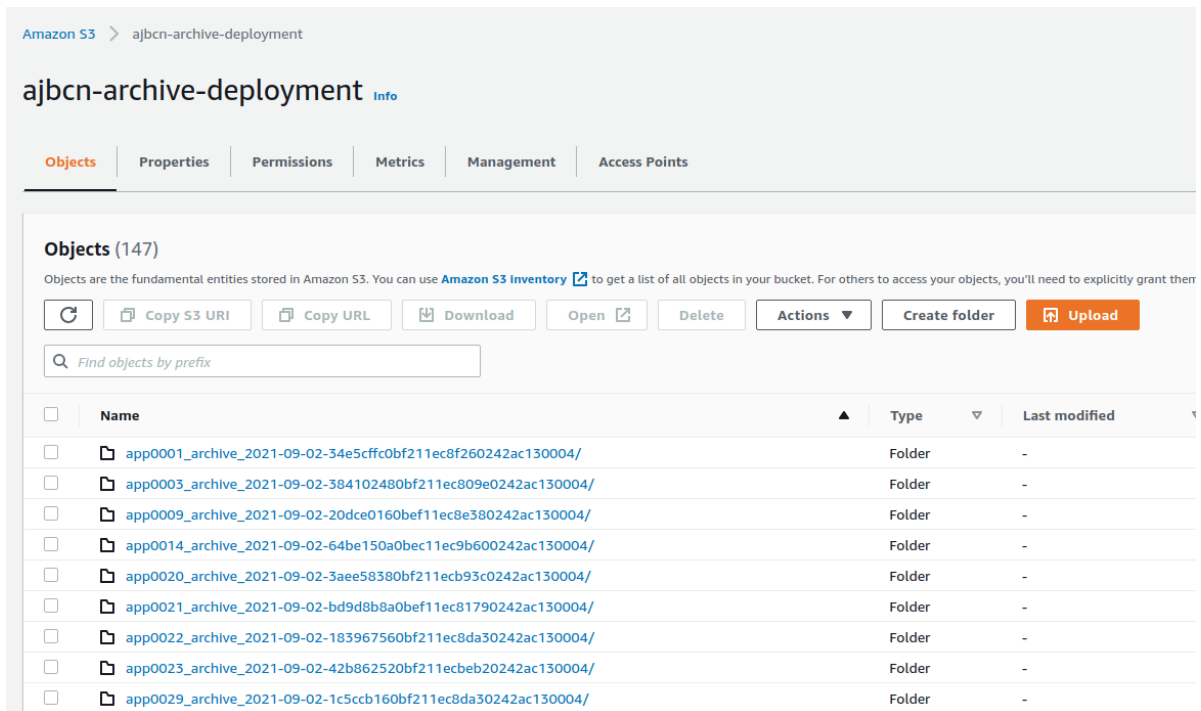 Amazon S3 > ajbcn-archive-deployment
ajbcn-archive-deployment Info
Objects Properties Permissions Metrics Management Access Points
Objects (147)
Objects are the fundamental entities stored in Amazon S3. You can use Amazon S3 inventory to get a list of all objects in your bucket. For others to access your objects, you'll need to explicitly grant them
Copy S3 URI Copy URL Download Open Delete Actions Create folder Upload
Find objects by prefix
Name Type Last modified
app0001_archive_2021-09-02-34e5cffc0bf211ec8f260242ac130004/ Folder -
app0003_archive_2021-09-02-384102480bf211ec809e0242ac130004/ Folder -
app0009_archive_2021-09-02-20dce0160bef11ec8e380242ac130004/ Folder -
app0014_archive_2021-09-02-64be150a0bec11ec9b600242ac130004/ Folder -
app0020_archive_2021-09-02-3aee58380bf211ecb93c0242ac130004/ Folder -
app0021_archive_2021-09-02-bd9d8b8a0bef11ec81790242ac130004/ Folder -
app0022_archive_2021-09-02-183967560bf211ec8da30242ac130004/ Folder -
app0023_archive_2021-09-02-42b862520bf211ecbeb20242ac130004/ Folder -
app0029_archive_2021-09-02-1c5ccb160bf211ec8da30242ac130004/ Folder -